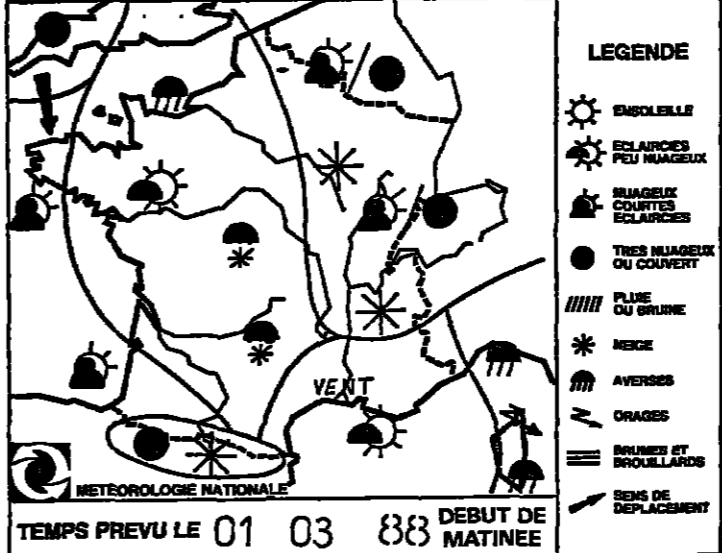 VENT
METEOROLOGIE NATIONALE
TEMPS PREVU LE 01 03 88 DEBUT DE
MATINEE
LEGENDE
ENSOLEILLE
ECLAIRCIES
PEU NUAGEUX
NUAGEUX
COURTES
ECLAIRCIES
TRES NUAGEUX
OU COUVERT
PLUIE
OU BRUINE
NEIGE
AVERSES
ORAGES
BRUMES ET
BROUILLARDS
SENS DE
DEPLACEMENT